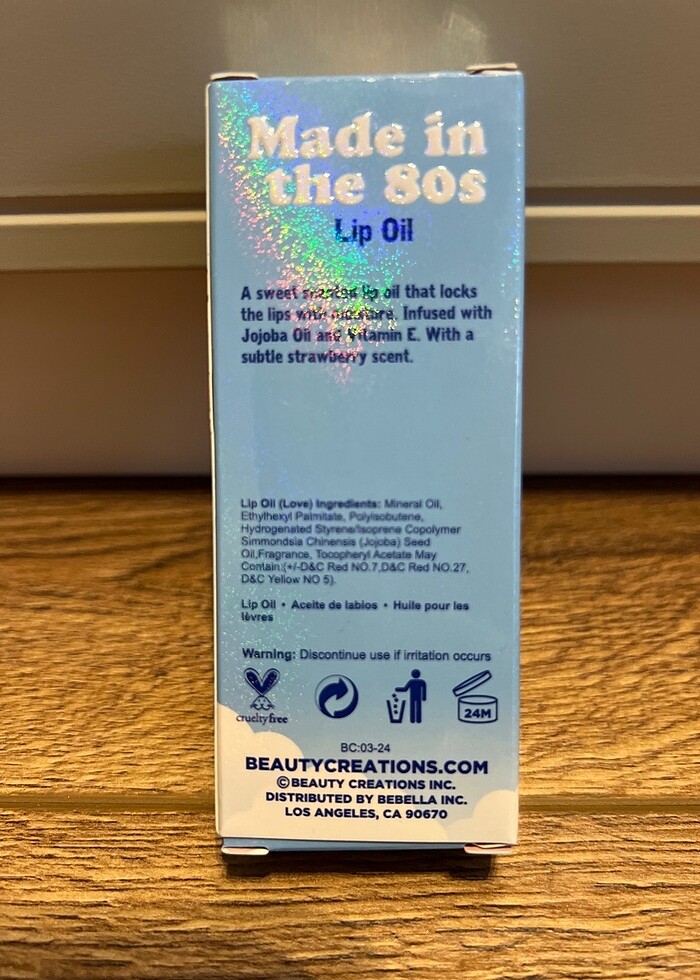 Made in
the 80s
Lip Oil
A sweet scented lip oil that locks
the lips with moisture. Infused with
Jojoba Oil and Vitamin E. With a
subtle strawberry scent.
Lip Oil (Love) Ingredients: Mineral Oil,
Ethylhexyl Palmitate, Polyisobutene,
Hydrogenated Styrene/Isoprene Copolymer
Simmondsia Chinensis (Jojoba) Seed
Oil,Fragrance, Tocopheryl Acetate May
Contain:(+/-D&C Red NO.7,D&C Red NO.27,
D&C Yellow NO 5).
Lip Oil • Aceite de labios • Huile pour les
lèvres
Warning: Discontinue use if irritation occurs
crueltyfree
24M
BC:03-24
BEAUTYCREATIONS.COM
©BEAUTY CREATIONS INC.
DISTRIBUTED BY BEBELLA INC.
LOS ANGELES, CA 90670